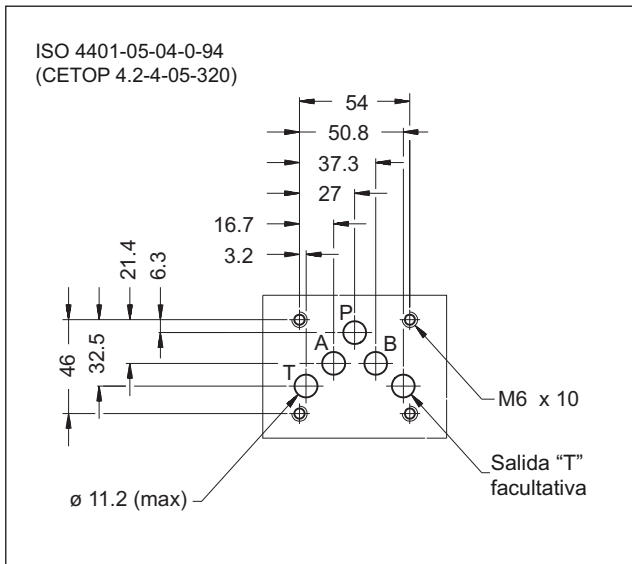 ISO 4401-05-04-0-94
(CETOP 4.2-4-05-320)
54
50.8
37.3
27
16.7
3.2
21.4
6.3
32.5
46
P
A
B
T
M6 x 10
Salida “T”
facultativa
ø 11.2 (max)